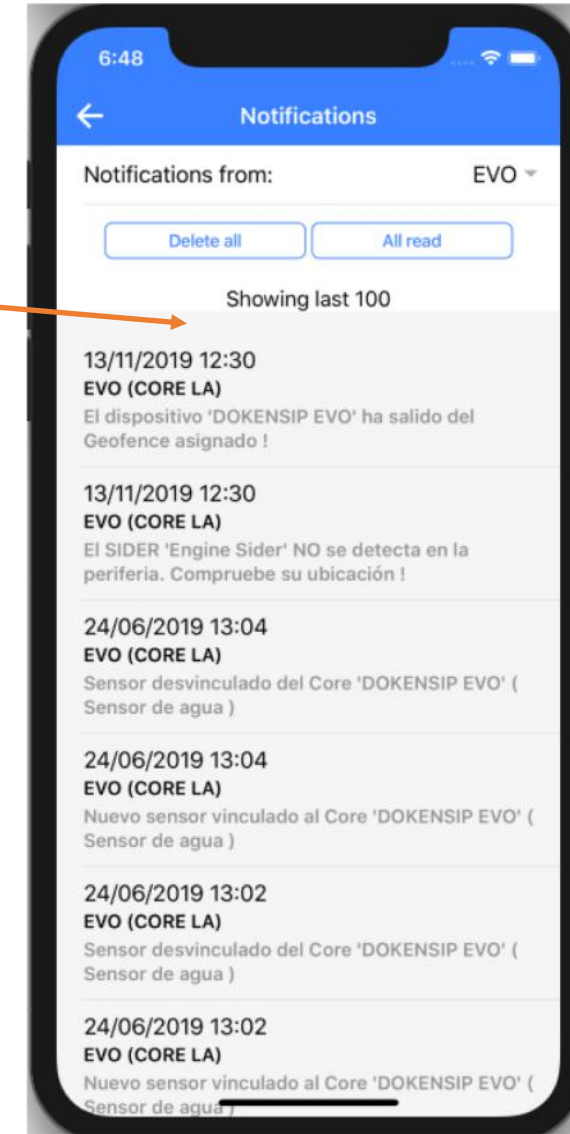 6:48
Notifications
Notifications from: EVO
Delete all All read
Showing last 100
13/11/2019 12:30
EVO (CORE LA)
El dispositivo 'DOKENSIP EVO' ha salido del
Geofence asignado !
13/11/2019 12:30
EVO (CORE LA)
El SIDER 'Engine Sider' NO se detecta en la
periferia. Compruebe su ubicación !
24/06/2019 13:04
EVO (CORE LA)
Sensor desvinculado del Core 'DOKENSIP EVO' (
Sensor de agua )
24/06/2019 13:04
EVO (CORE LA)
Nuevo sensor vinculado al Core 'DOKENSIP EVO' (
Sensor de agua )
24/06/2019 13:02
EVO (CORE LA)
Sensor desvinculado del Core 'DOKENSIP EVO' (
Sensor de agua )
24/06/2019 13:02
EVO (CORE LA)
Nuevo sensor vinculado al Core 'DOKENSIP EVO' (
Sensor de agua )